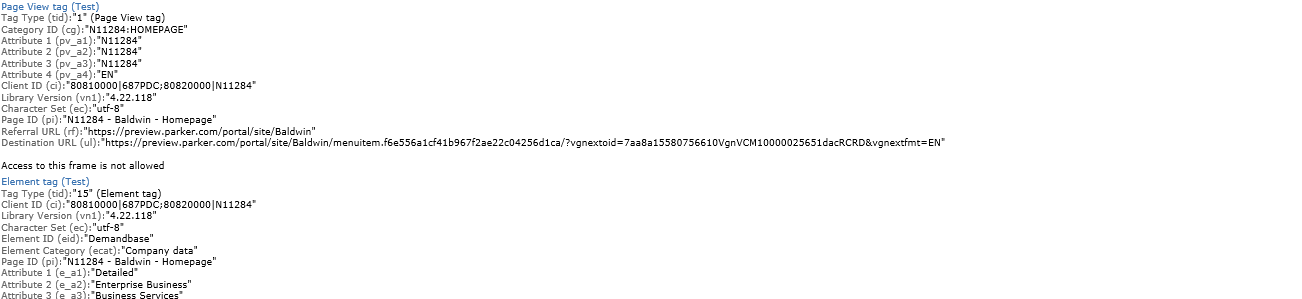 Page View tag (Test)
Tag Type (tid):"1" (Page View tag)
Category ID (cg):"N11284:HOMEPAGE"
Attribute 1 (pv_a1):"N11284"
Attribute 2 (pv_a2):"N11284"
Attribute 3 (pv_a3):"N11284"
Attribute 4 (pv_a4):"EN"
Client ID (ci):"80810000|687PDC;80820000|N11284"
Library Version (vn1):"4.22.118"
Character Set (ec):"utf-8"
Page ID (pi):"N11284 - Baldwin - Homepage"
Referral URL (rf):"https://preview.parker.com/portal/site/Baldwin"
Destination URL (ul):"https://preview.parker.com/portal/site/Baldwin/menuitem.f6e556a1cf41b967f2ae22c04256d1ca/?vgnextoid=7aa8a15580756610VgnVCM10000025651dacRCRD&vgnextfmt=EN"
Access to this frame is not allowed
Element tag (Test)
Tag Type (tid):"15" (Element tag)
Client ID (ci):"80810000|687PDC;80820000|N11284"
Library Version (vn1):"4.22.118"
Character Set (ec):"utf-8"
Element ID (eid):"Demandbase"
Element Category (ecat):"Company data"
Page ID (pi):"N11284 - Baldwin - Homepage"
Attribute 1 (e_a1):"Detailed"
Attribute 2 (e_a2):"Enterprise Business"
Attribute 3 (e_a3):"Business Services"